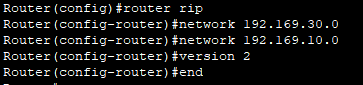 Router(config)#router rip
Router(config-router)#network 192.169.30.0
Router(config-router)#network 192.169.10.0
Router(config-router)#version 2
Router(config-router)#end